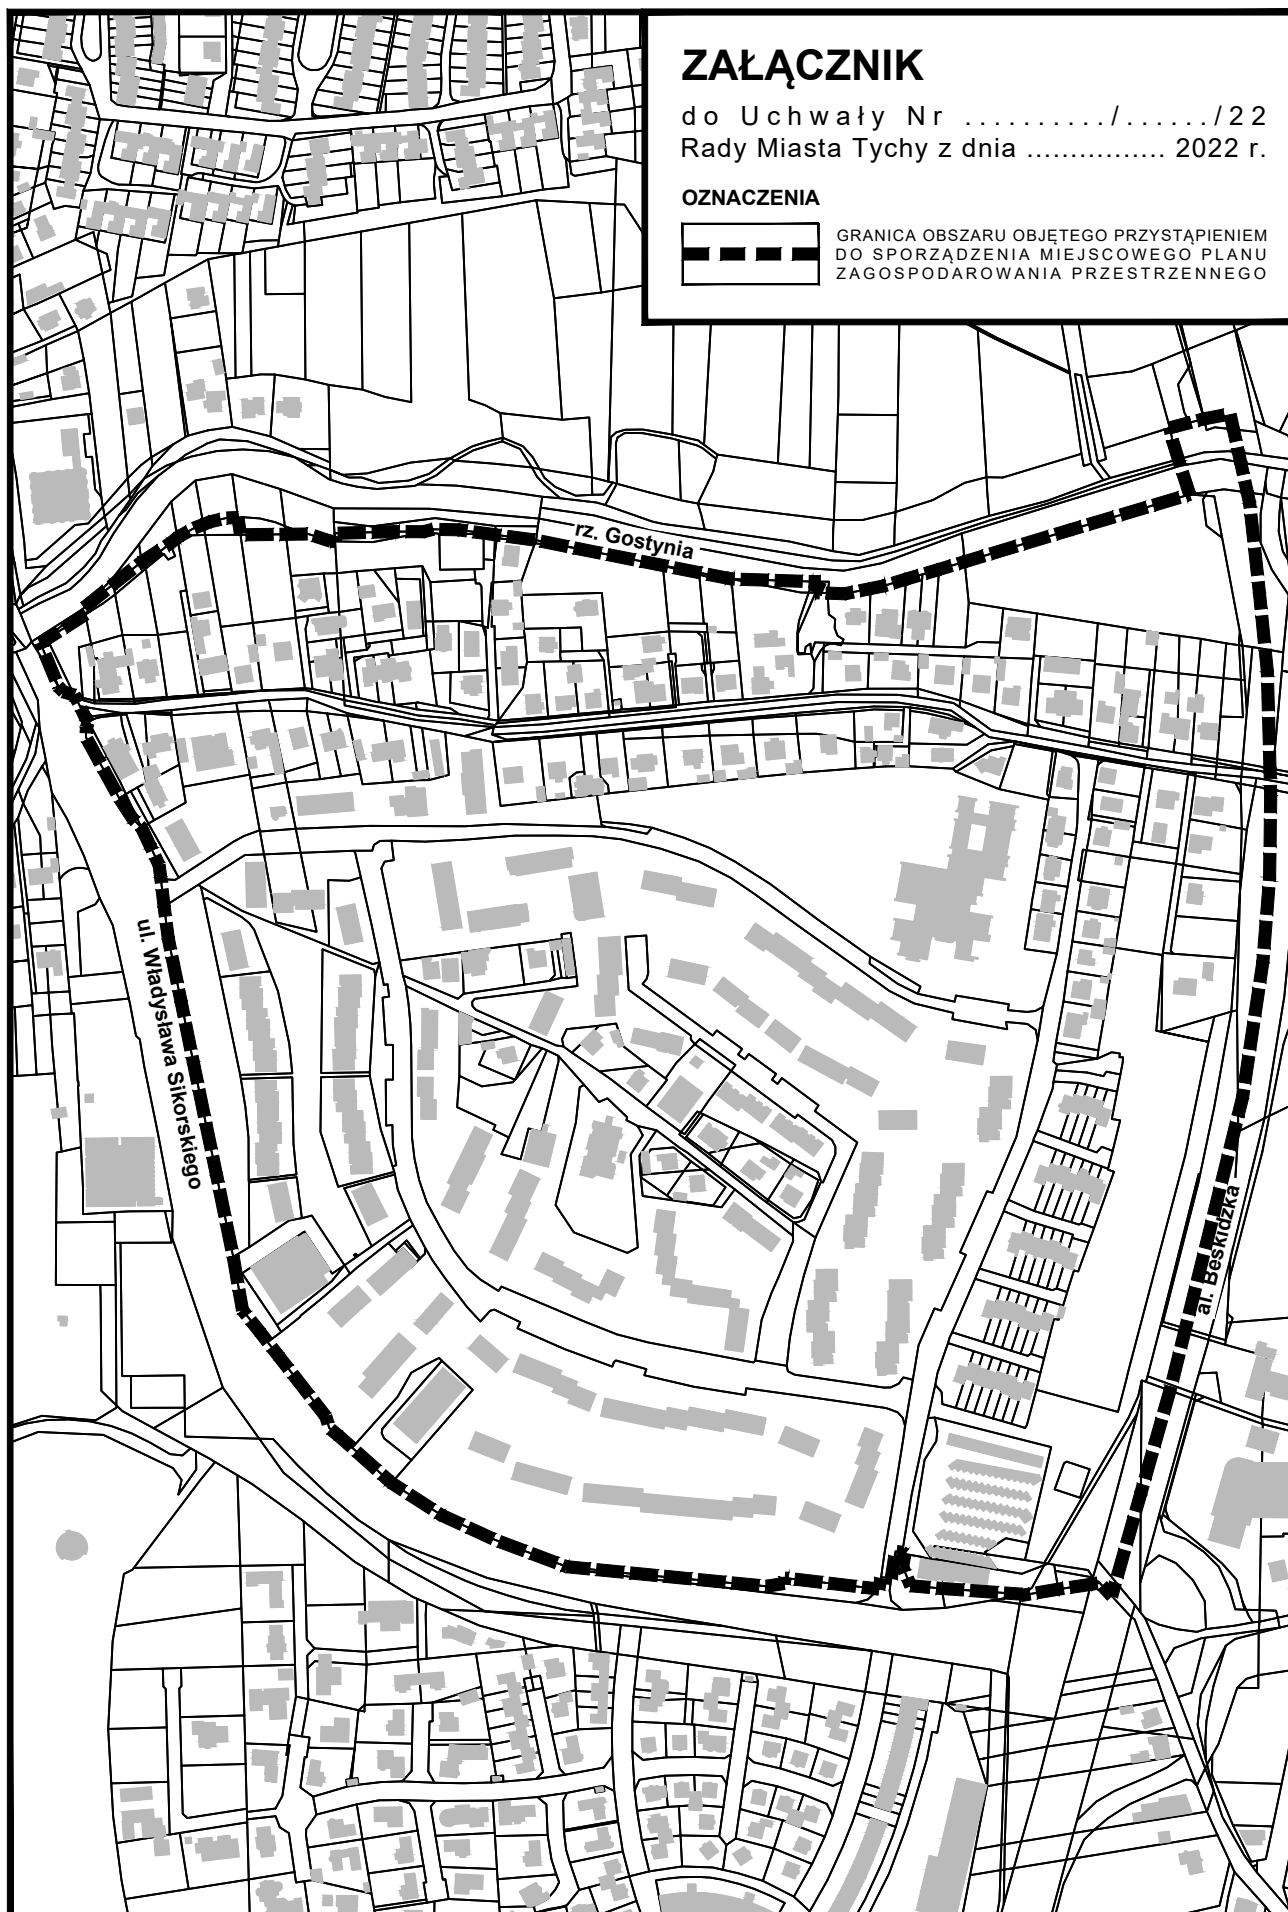 ZAŁĄCZNIK
do Uchwały Nr ........../....../22
Rady Miasta Tychy z dnia ................ 2022 r.
OZNACZENIA
GRANICA OBSZARU OBJĘTEGO PRZYSTĄPIENIEM
DO SPORZĄDZENIA MIEJSCOWEGO PLANU
ZAGOSPODAROWANIA PRZESTRZENNEGO
rz. Gostynia
ul. Władysława Sikorskiego
al. Beskidzka